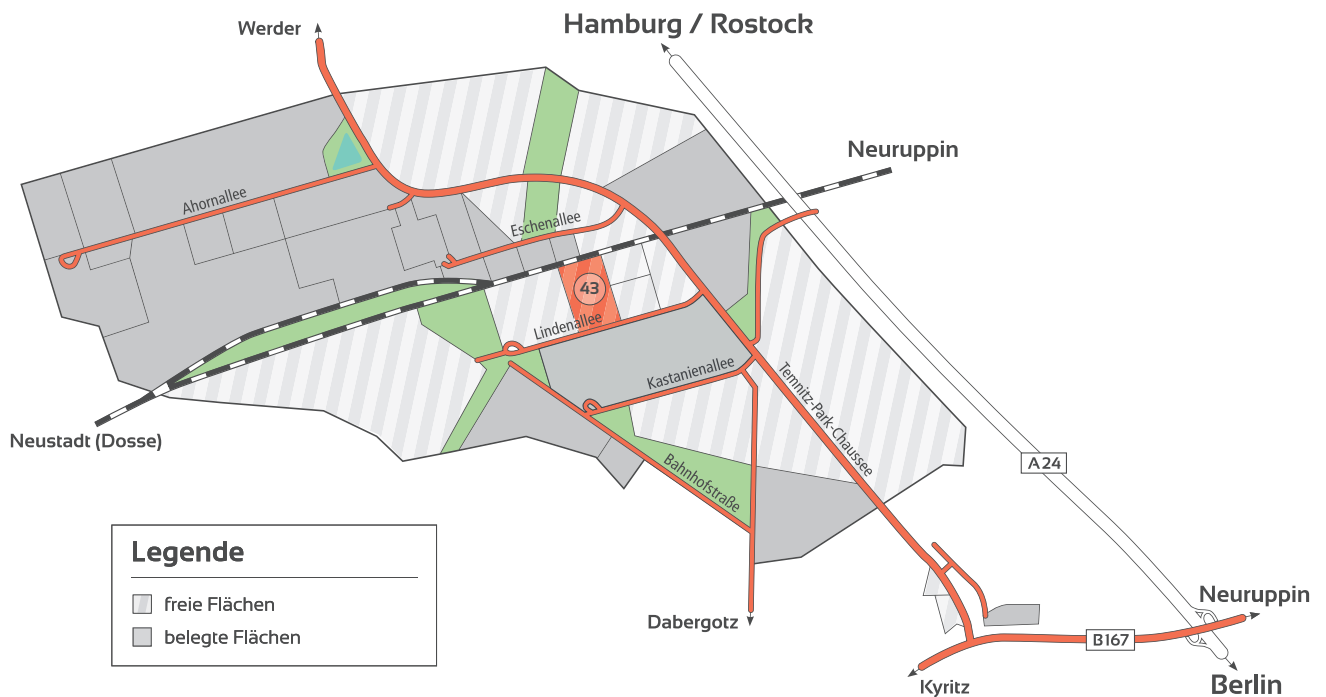 Hamburg / Rostock
Werder
Neuruppin
Ahornallee
Eschenallee
43
Lindenallee
Kastanienallee
Temnitz-Park-Chaussee
Neustadt (Dosse)
Bahnhofstraße
A 24
Legende
freie Flächen
belegte Flächen
Dabergotz
Neuruppin
B167
Kyritz
Berlin